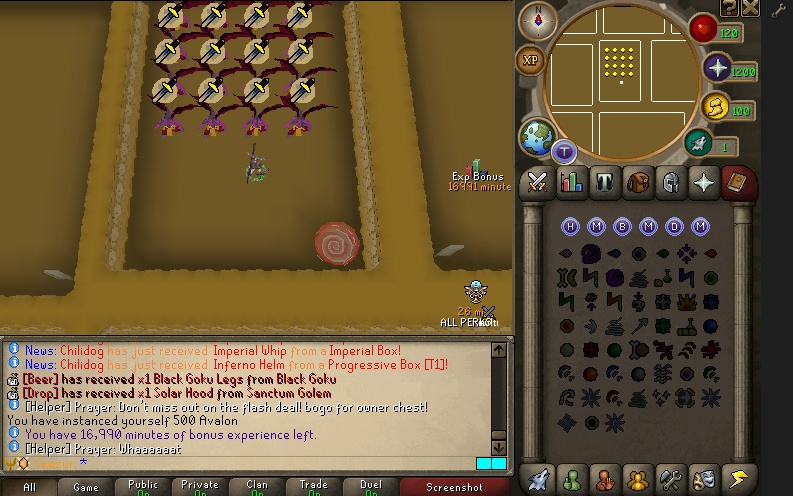 N
120
XP
1200
100
T
1
Exp Bonus
16991 minute
H M B M D M
28 m
ALL PERKS
News: Chilidog has just received Imperial Whip from a Imperial Box!
News: Chilidog has just received Inferno Helm from a Progressive Box [T1]!
[Beer] has received x1 Black Goku Legs from Black Goku
[Drop] has received x1 Solar Hood from Sanctum Golem
[Helper] Prayer: Don't miss out on the flash deal! bogo for owner chest!
You have instanced yourself 500 Avalon
You have 16,990 minutes of bonus experience left.
[Helper] Prayer: Whaaaaaat
*
All Game Public Private Clan Trade Duel Screenshot
On On On On On